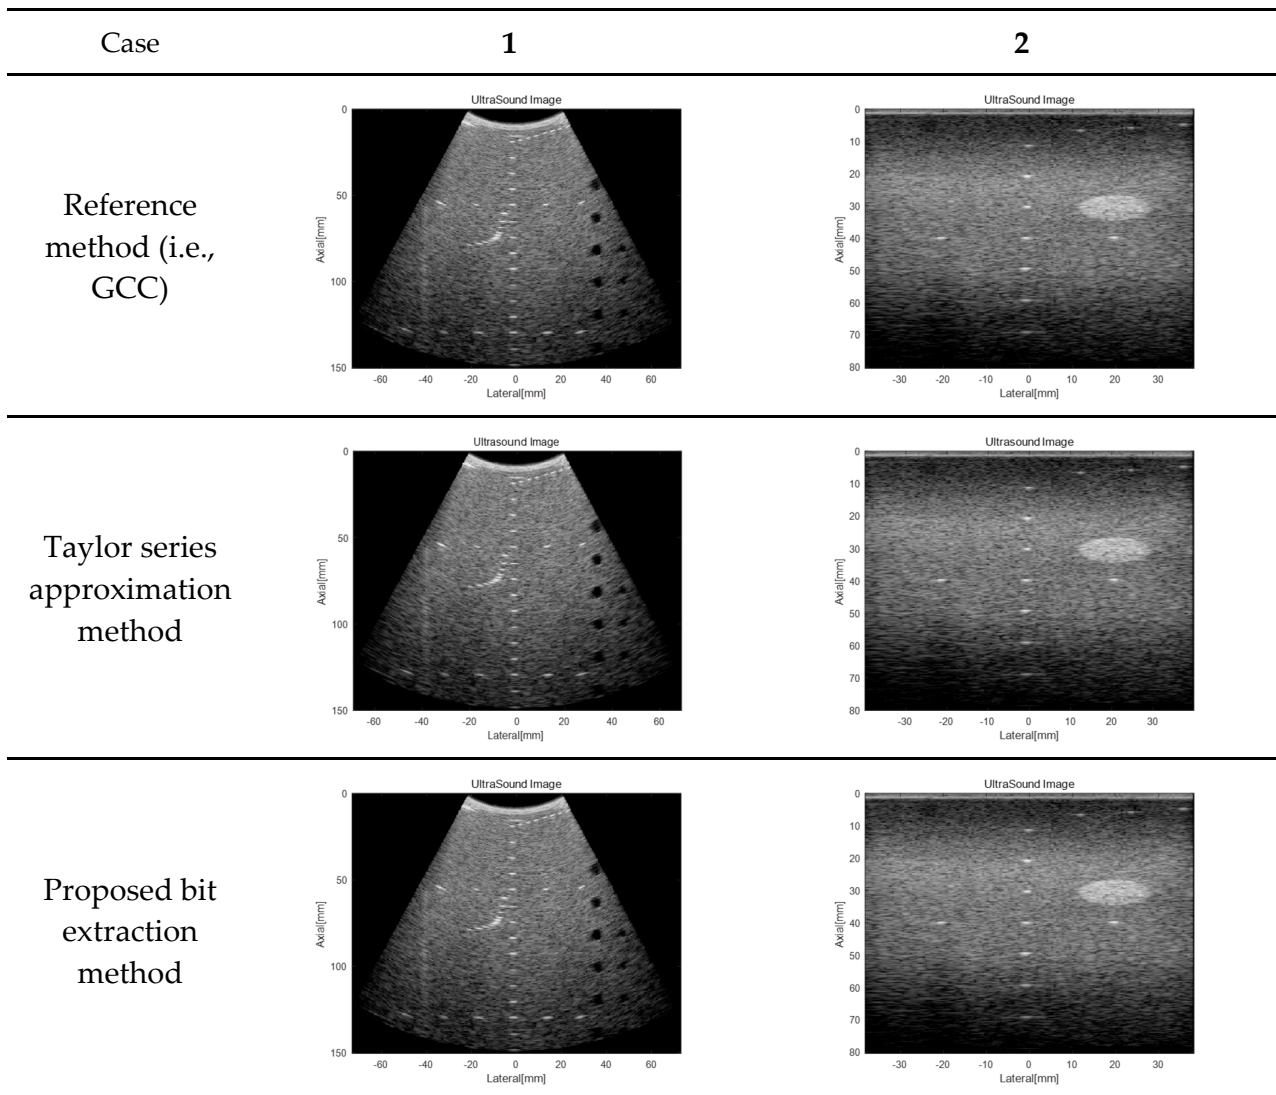 Case 1 2
UltraSound Image
0
50
100
150
Axial[mm]
-60 -40 -20 0 20 40 60
Lateral[mm]
UltraSound Image
0
10
20
30
40
50
60
70
80
Axial[mm]
-30 -20 -10 0 10 20 30
Lateral[mm]
Reference
method (i.e.,
GCC)
Ultrasound Image
0
50
100
150
Axial[mm]
-60 -40 -20 0 20 40 60
Lateral[mm]
Ultrasound Image
0
10
20
30
40
50
60
70
80
Axial[mm]
-30 -20 -10 0 10 20 30
Lateral[mm]
Taylor series
approximation
method
UltraSound Image
0
50
100
150
Axial[mm]
-60 -40 -20 0 20 40 60
Lateral[mm]
UltraSound Image
0
10
20
30
40
50
60
70
80
Axial[mm]
-30 -20 -10 0 10 20 30
Lateral[mm]
Proposed bit
extraction
method